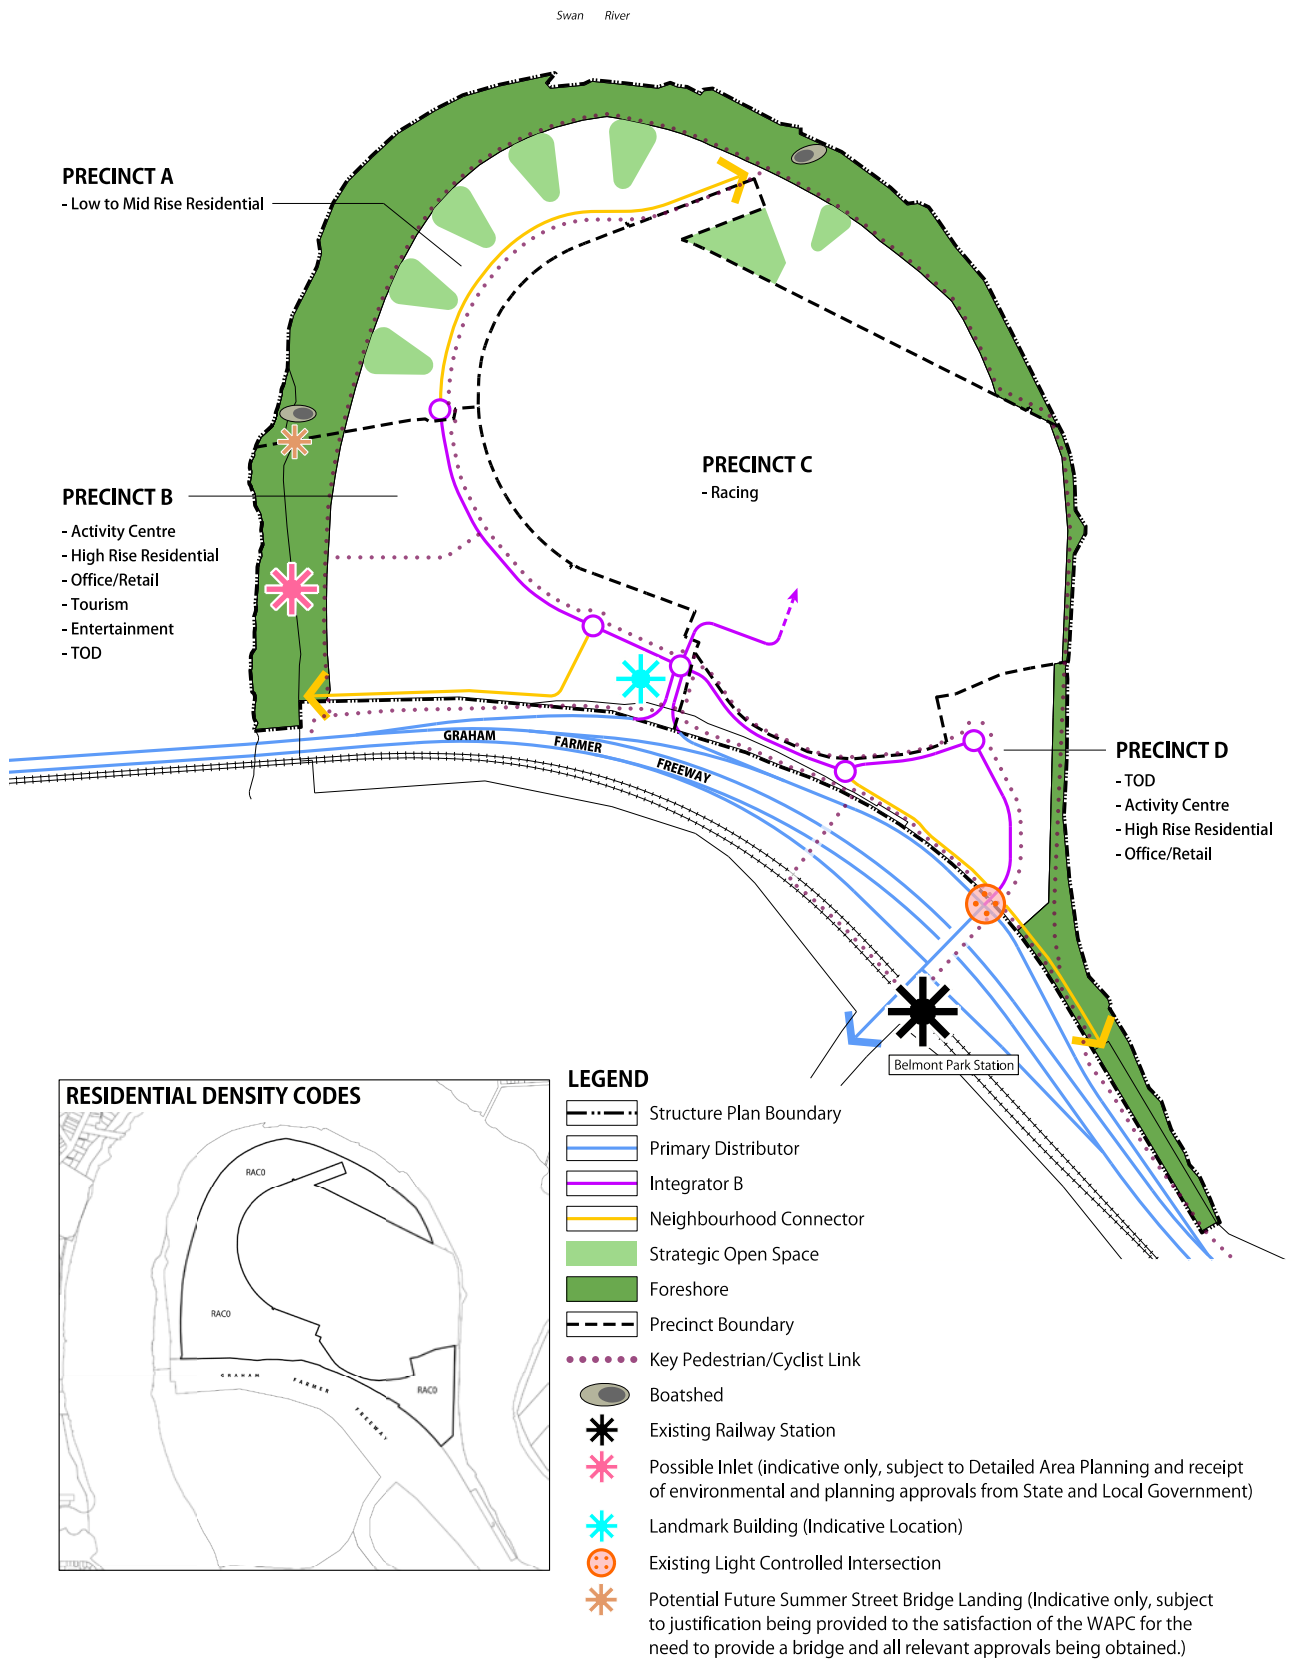 Swan River
PRECINCT A
- Low to Mid Rise Residential
PRECINCT C
- Racing
PRECINCT B
- Activity Centre
- High Rise Residential
- Office/Retail
- Tourism
- Entertainment
- TOD
GRAHAM FARMER FREEWAY
PRECINCT D
- TOD
- Activity Centre
- High Rise Residential
- Office/Retail
Belmont Park Station
RESIDENTIAL DENSITY CODES
RAC0
RAC0
RAC0
GRAHAM FARMER FREEWAY
LEGEND
Structure Plan Boundary
Primary Distributor
Integrator B
Neighbourhood Connector
Strategic Open Space
Foreshore
Precinct Boundary
Key Pedestrian/Cyclist Link
Boatshed
Existing Railway Station
Possible Inlet (indicative only, subject to Detailed Area Planning and receipt
of environmental and planning approvals from State and Local Government)
Landmark Building (Indicative Location)
Existing Light Controlled Intersection
Potential Future Summer Street Bridge Landing (Indicative only, subject
to justification being provided to the satisfaction of the WAPC for the
need to provide a bridge and all relevant approvals being obtained.)